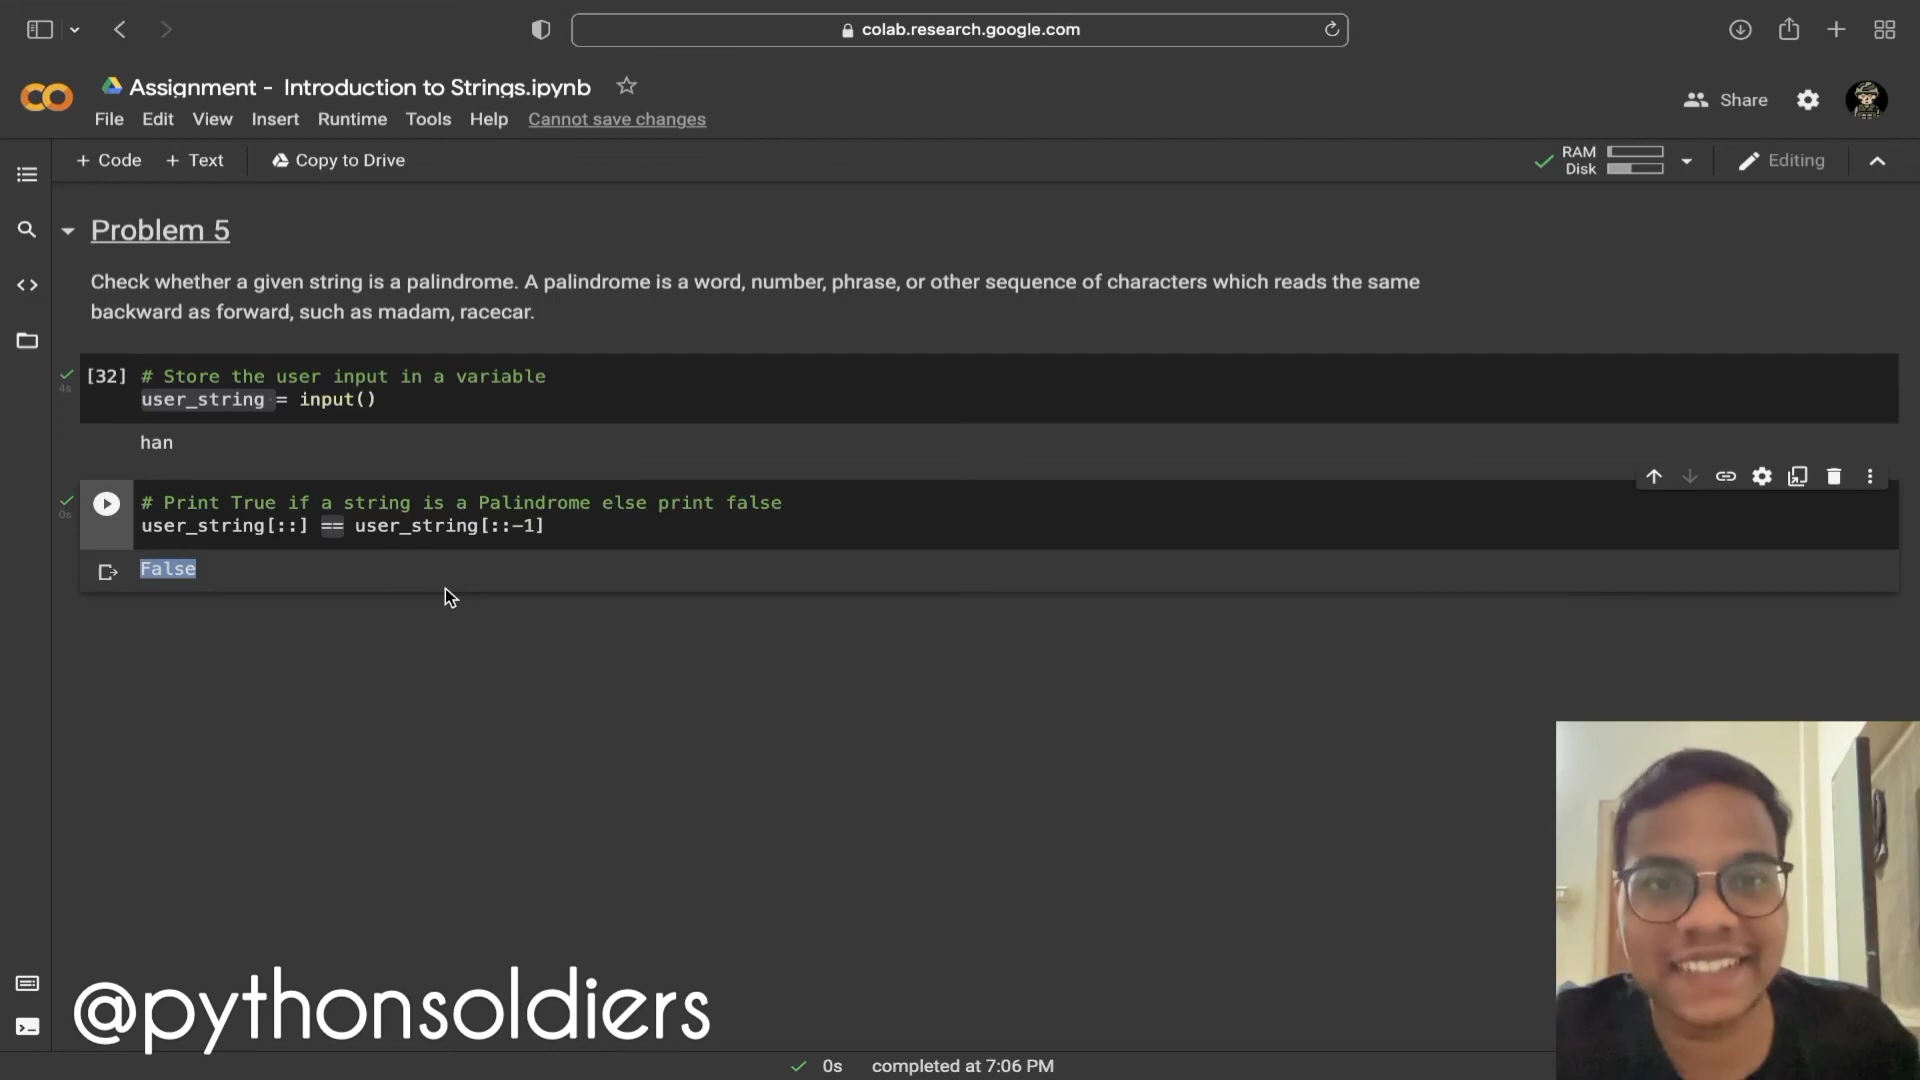 colab.research.google.com
Assignment - Introduction to Strings.ipynb
File Edit View Insert Runtime Tools Help Cannot save changes
Share
+ Code + Text Copy to Drive
RAM
Disk
Editing
Problem 5
Check whether a given string is a palindrome. A palindrome is a word, number, phrase, or other sequence of characters which reads the same
backward as forward, such as madam, racecar.
[32] # Store the user input in a variable
4s
user_string = input()
han
# Print True if a string is a Palindrome else print false
0s
user_string[::] == user_string[::-1]
False
@pythonsoldiers
0s completed at 7:06 PM